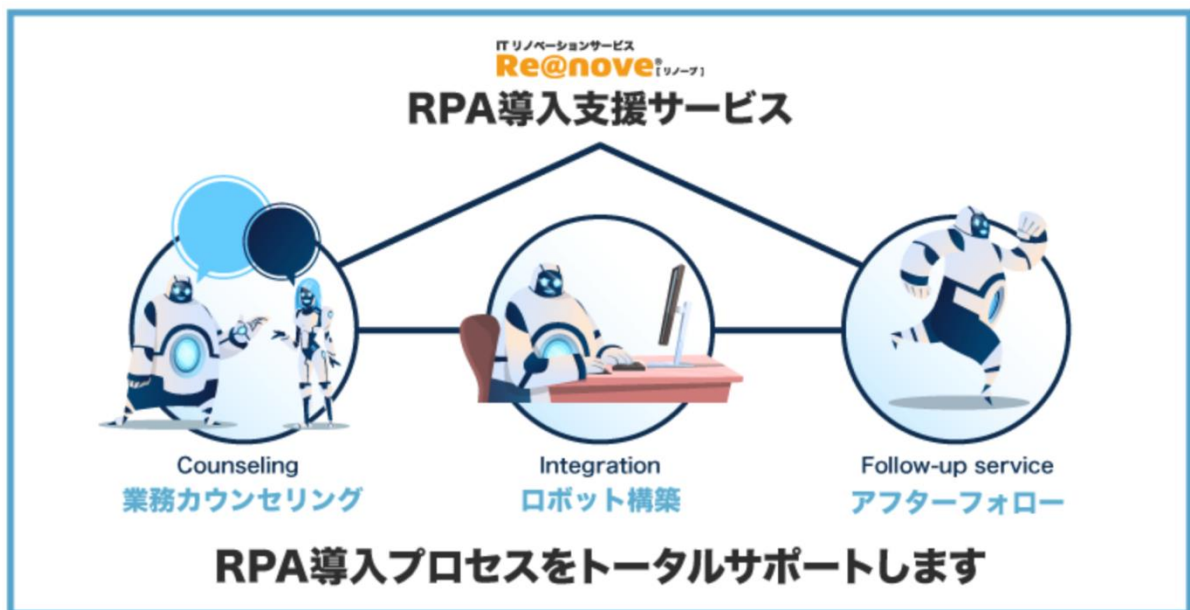 IT リノベーションサービス
Re@nove®[リノーブ]
RPA導入支援サービス
Counseling
業務カウンセリング
Integration
ロボット構築
Follow-up service
アフターフォロー
RPA導入プロセスをトータルサポートします